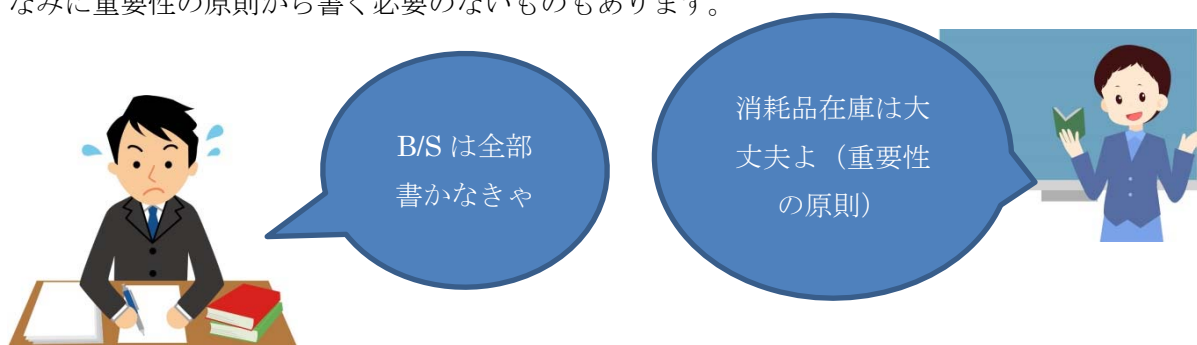 なみに重要性の原則から書く必要のないものもあります。
B/S は全部
書かなきゃ
消耗品在庫は大
丈夫よ（重要性
の原則）